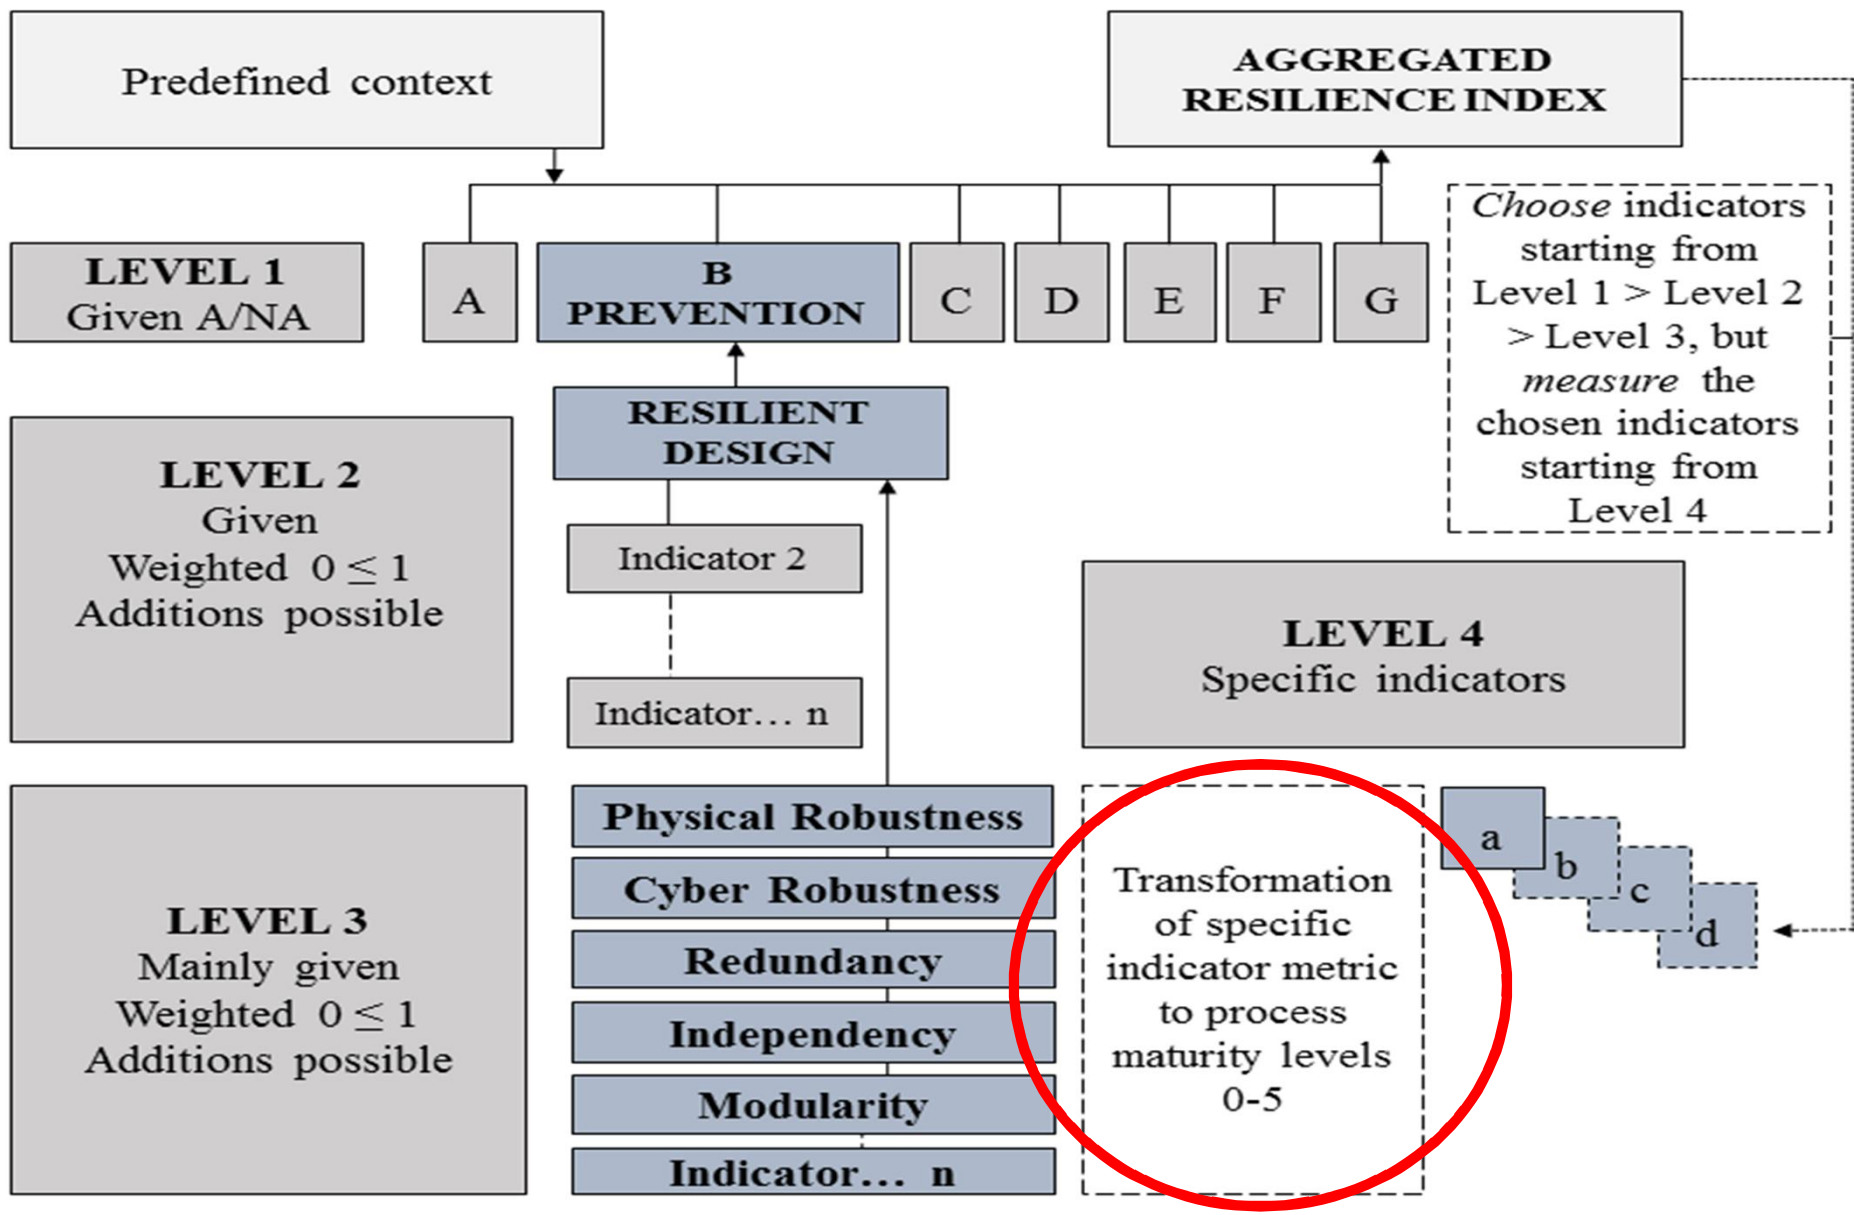 Predefined context
AGGREGATED
RESILIENCE INDEX
LEVEL 1
Given A/NA
A
B
PREVENTION
C
D
E
F
G
Choose indicators
starting from
Level 1 > Level 2
> Level 3, but
measure the
chosen indicators
starting from
Level 4
RESILIENT
DESIGN
LEVEL 2
Given
Weighted 0 ≤ 1
Additions possible
Indicator 2
Indicator... n
LEVEL 4
Specific indicators
LEVEL 3
Mainly given
Weighted 0 ≤ 1
Additions possible
Physical Robustness
Cyber Robustness
Redundancy
Independency
Modularity
Indicator... n
Transformation
of specific
indicator metric
to process
maturity levels
0-5
a
b
c
d